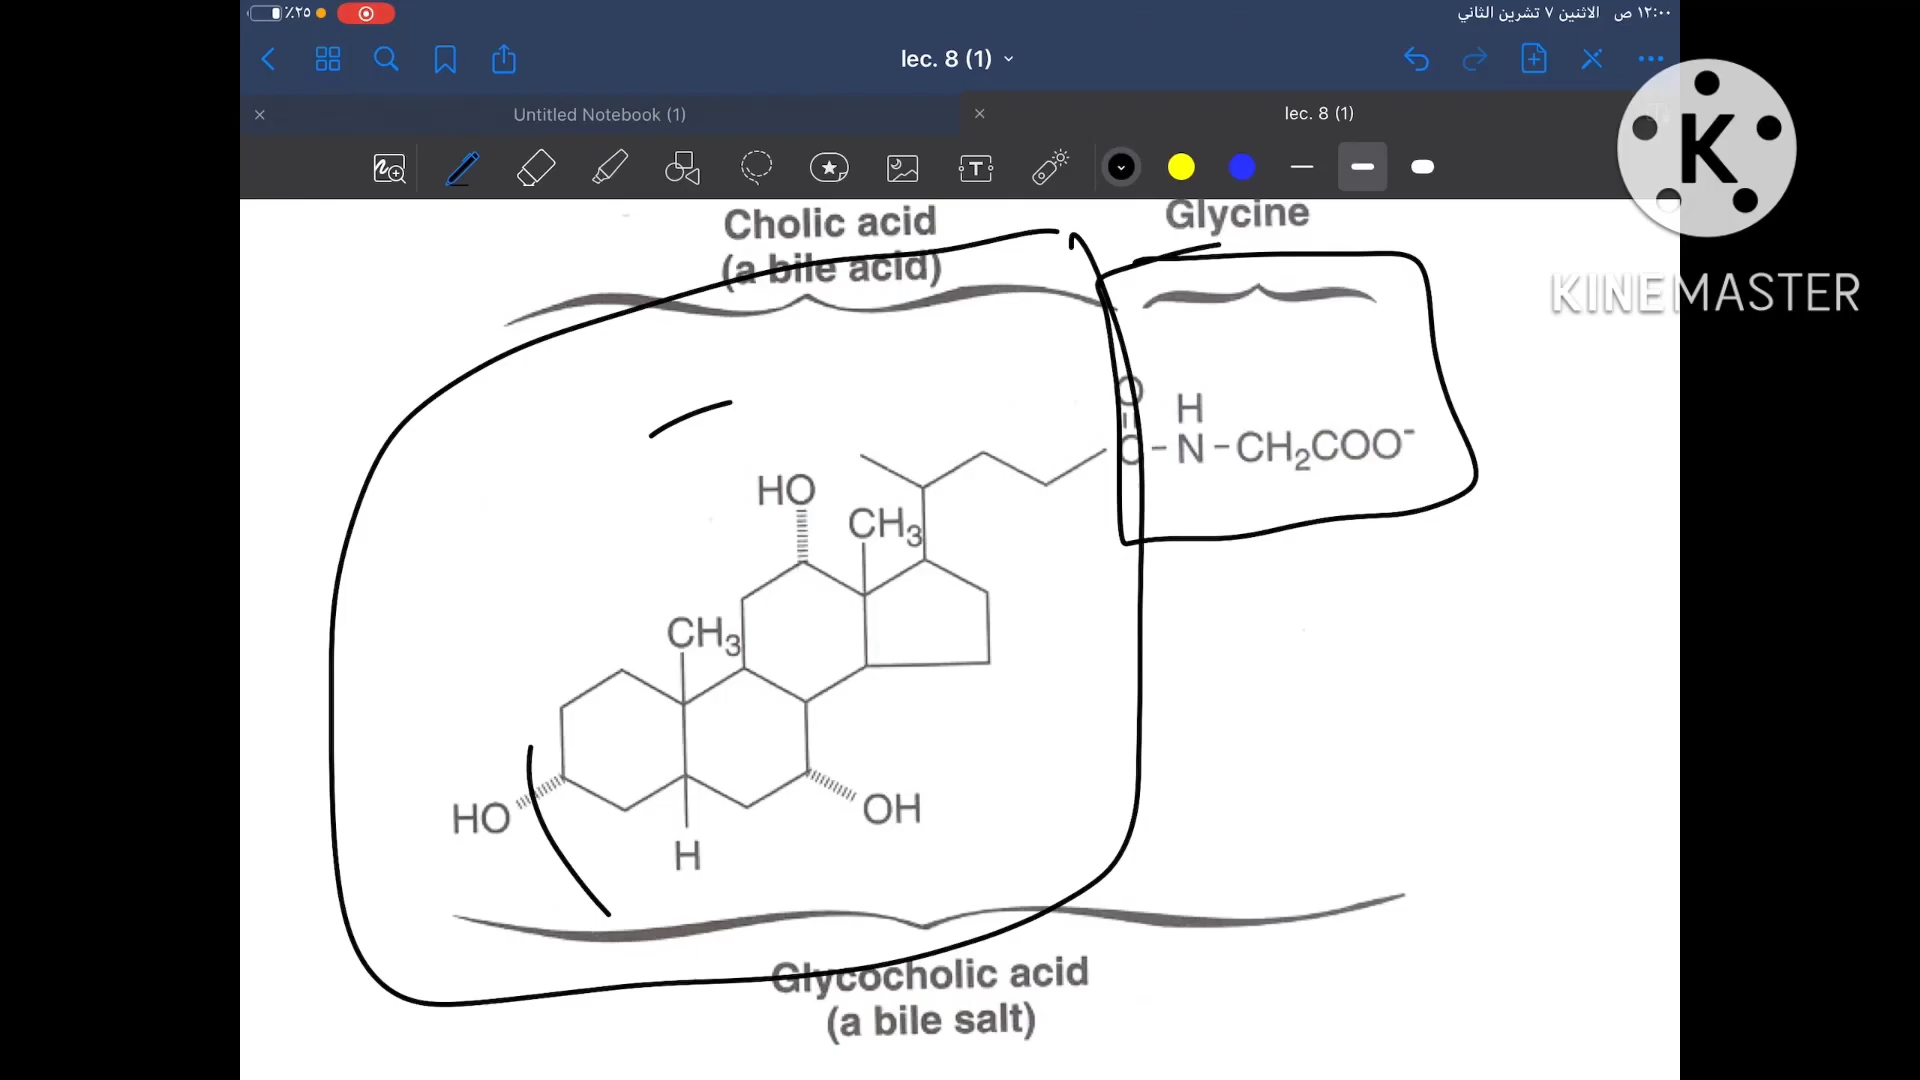 ٪٢٥
١٢:٠٠ ص الاثنين ٧ تشرين الثاني
lec. 8 (1)
Untitled Notebook (1)
lec. 8 (1)
T
K
KINEMASTER
Cholic acid
(a bile acid)
Glycine
O
H
C-N-CH₂COO⁻
HO
CH₃
CH₃
HO
OH
H
Glycocholic acid
(a bile salt)